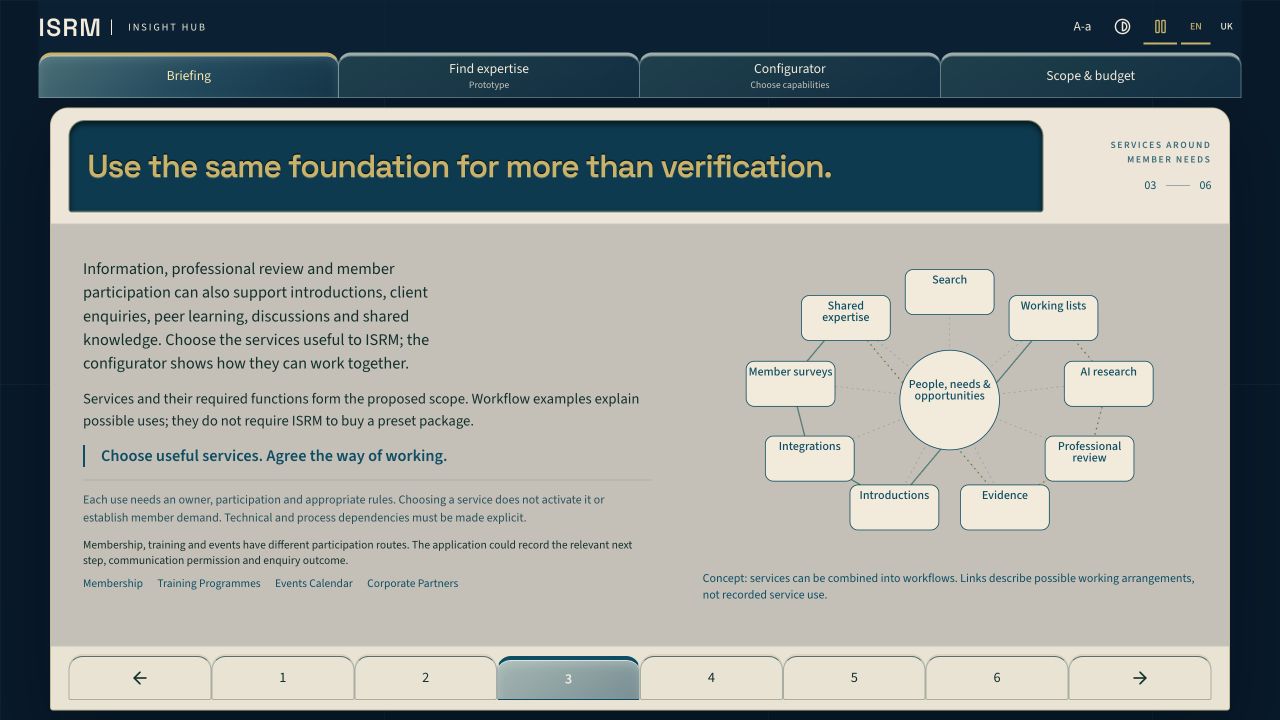 ISRM
INSIGHT HUB
A-a
EN
UK
Briefing
Find expertise
Prototype
Configurator
Choose capabilities
Scope & budget
Use the same foundation for more than verification.
SERVICES AROUND
MEMBER NEEDS
03
06
Information, professional review and member
participation can also support introductions, client
enquiries, peer learning, discussions and shared
knowledge. Choose the services useful to ISRM; the
configurator shows how they can work together.
Services and their required functions form the proposed scope. Workflow examples explain
possible uses; they do not require ISRM to buy a preset package.
Choose useful services. Agree the way of working.
Each use needs an owner, participation and appropriate rules. Choosing a service does not activate it or
establish member demand. Technical and process dependencies must be made explicit.
Membership, training and events have different participation routes. The application could record the relevant next
step, communication permission and enquiry outcome.
Membership Training Programmes Events Calendar Corporate Partners
Search
Shared
expertise
Working lists
Member surveys
AI research
People, needs &
opportunities
Integrations
Professional
review
Introductions
Evidence
Concept: services can be combined into workflows. Links describe possible working arrangements,
not recorded service use.
1
2
3
4
5
6